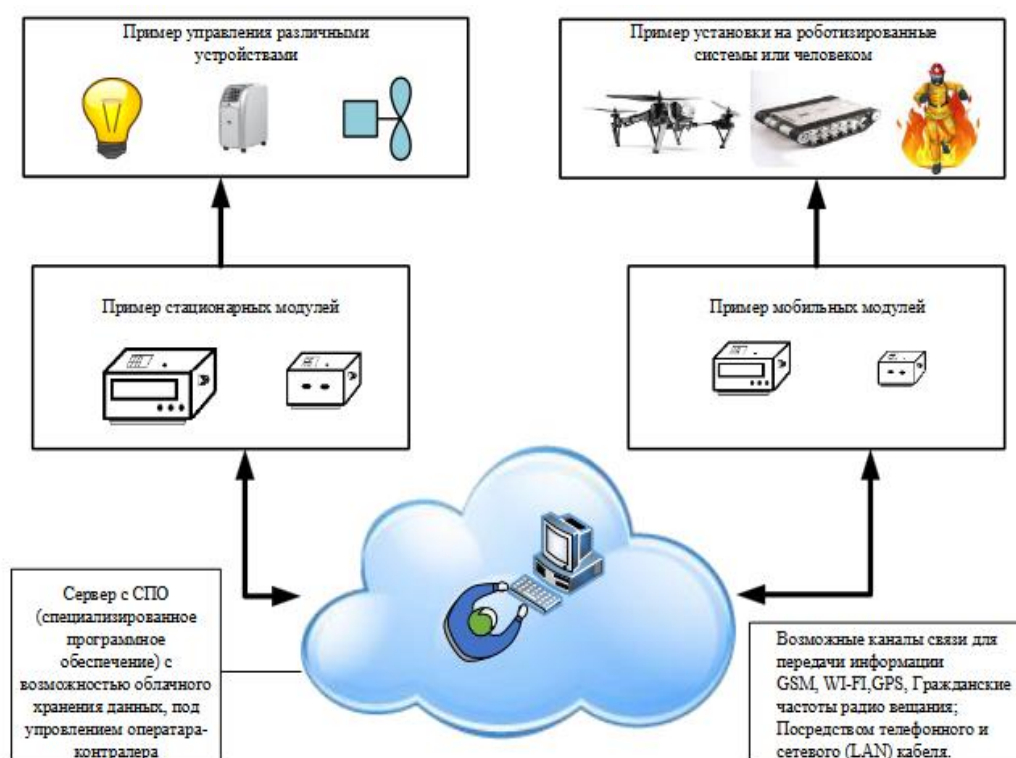 Пример управления различными
устройствами
Пример установки на роботизированные
системы или человеком
Пример стационарных модулей
Пример мобильных модулей
Сервер с СПО
(специализированное
программное
обеспечение) с
возможностью облачного
хранения данных, под
управлением оператара-
контралера
Возможные каналы связи для
передачи информации
GSM, WI-FI,GPS, Гражданские
частоты радио вещания;
Посредством телефонного и
сетевого (LAN) кабеля.